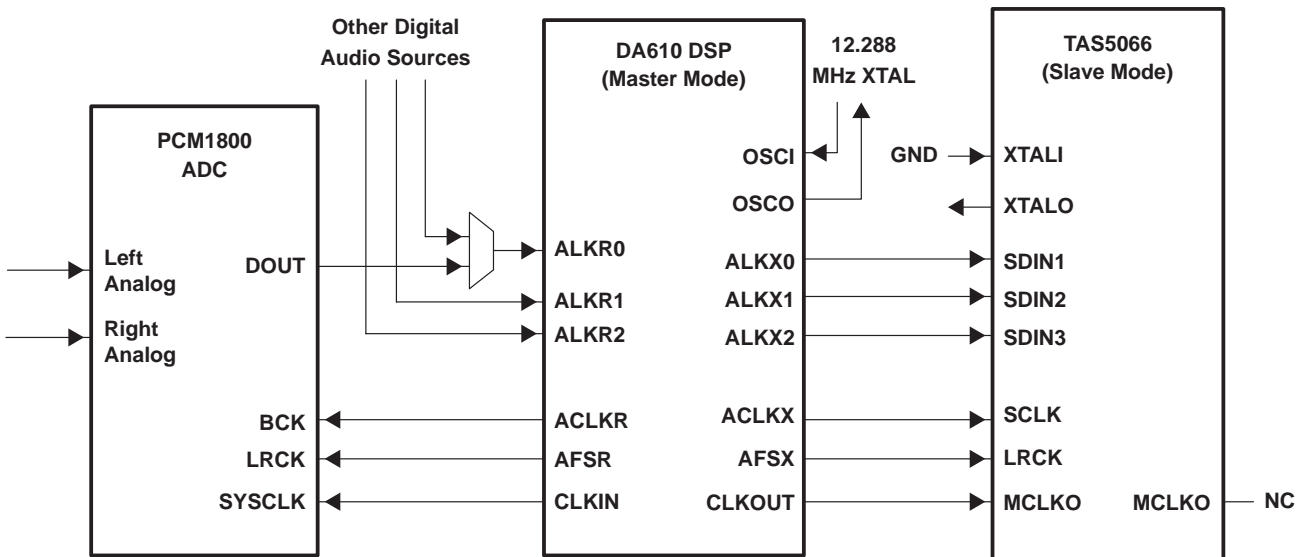 Other Digital
Audio Sources
PCM1800
ADC
Left
Analog
Right
Analog
DOUT
BCK
LRCK
SYSCLK
DA610 DSP
(Master Mode)
ALKR0
ALKR1
ALKR2
ACLKR
AFSR
CLKIN
OSCI
OSCO
ALKX0
ALKX1
ALKX2
ACLKX
AFSX
CLKOUT
12.288
MHz XTAL
GND
TAS5066
(Slave Mode)
XTALI
XTALO
SDIN1
SDIN2
SDIN3
SCLK
LRCK
MCLKO
MCLKO
NC